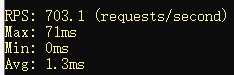 RPS: 703.1 (requests/second)
Max: 71ms
Min: 0ms
Avg: 1.3ms